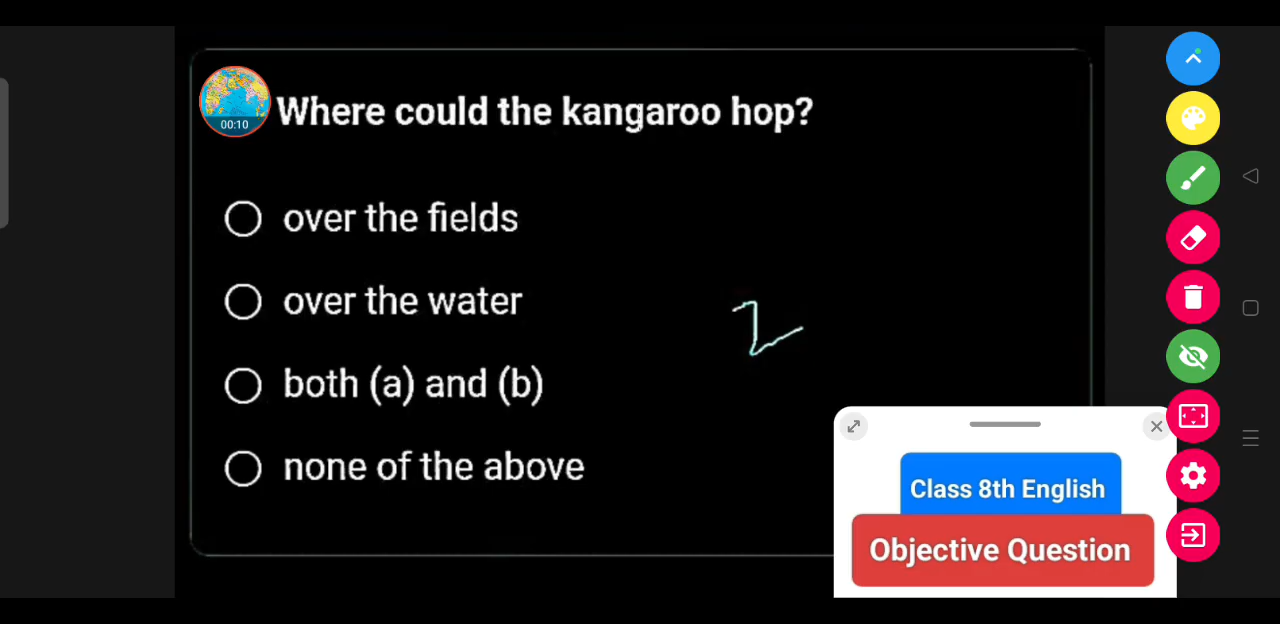 Where could the kangaroo hop?
00:10
over the fields
over the water
both (a) and (b)
none of the above
2
Class 8th English
Objective Question